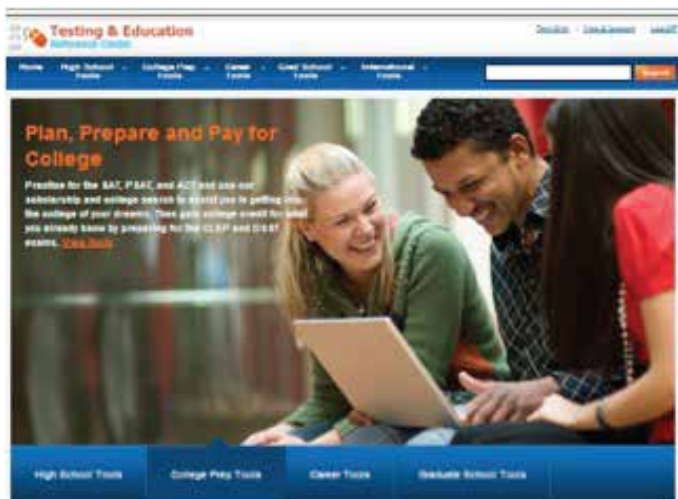 Testing & Education
Reference Center
Home
High School Tools
College Prep Tools
Career Tools
Grad School Tools
International Tools
Search
Plan, Prepare and Pay for
College
Practice for the SAT, PSAT, and ACT and use our
scholarship and college search to assist you in getting into
the college of your dreams. Then gain college credit for what
you already know by preparing for the CLEP and DSST
exams. View Tools
High School Tools
College Prep Tools
Career Tools
Graduate School Tools